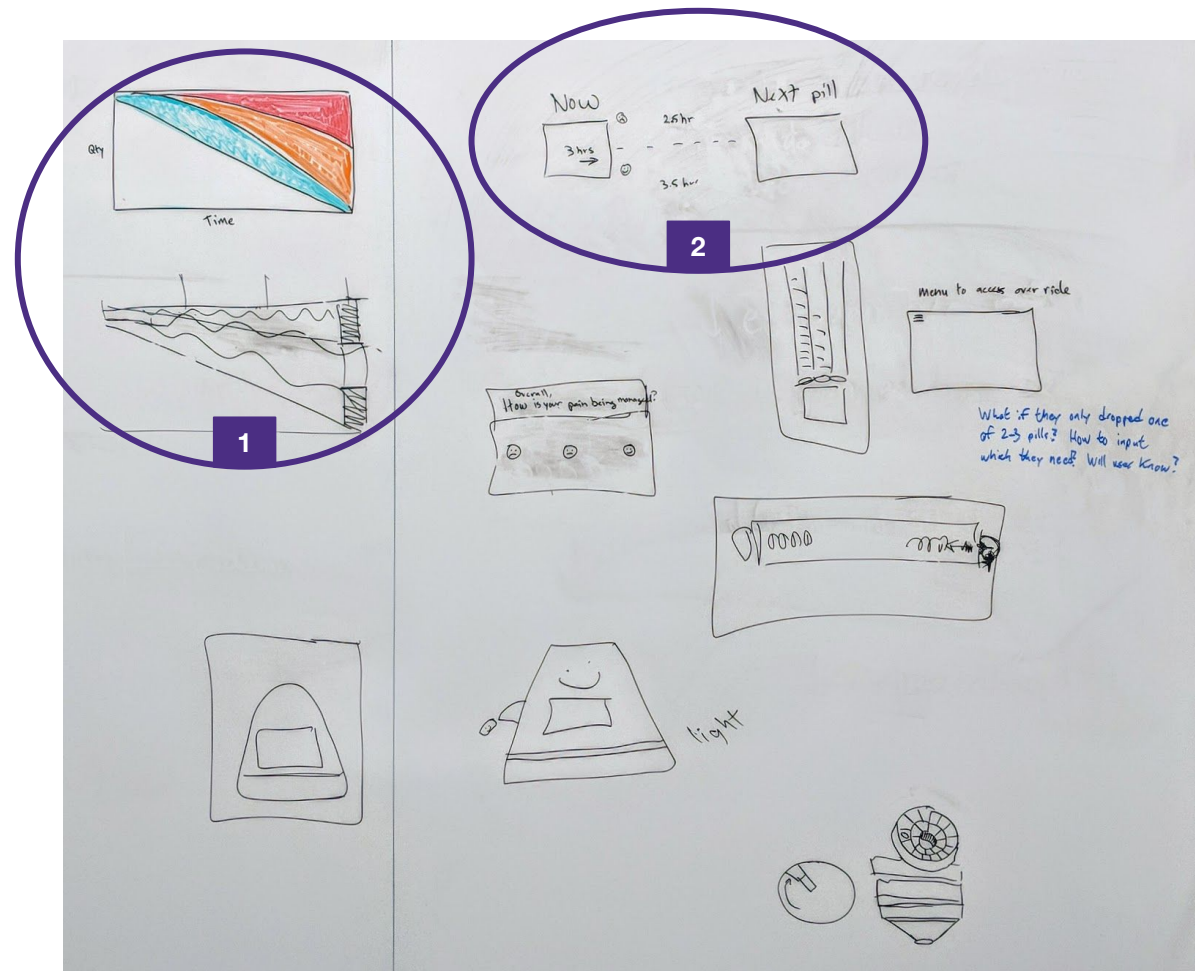 Qty
Time
1
Now
Next pill
3 hrs
2.5 hr
3.5 hr
2
menu to access over ride
What if they only dropped one
of 2-3 pills? How to input
which they need? Will user know?
Overall,
How is your pain being managed?
light